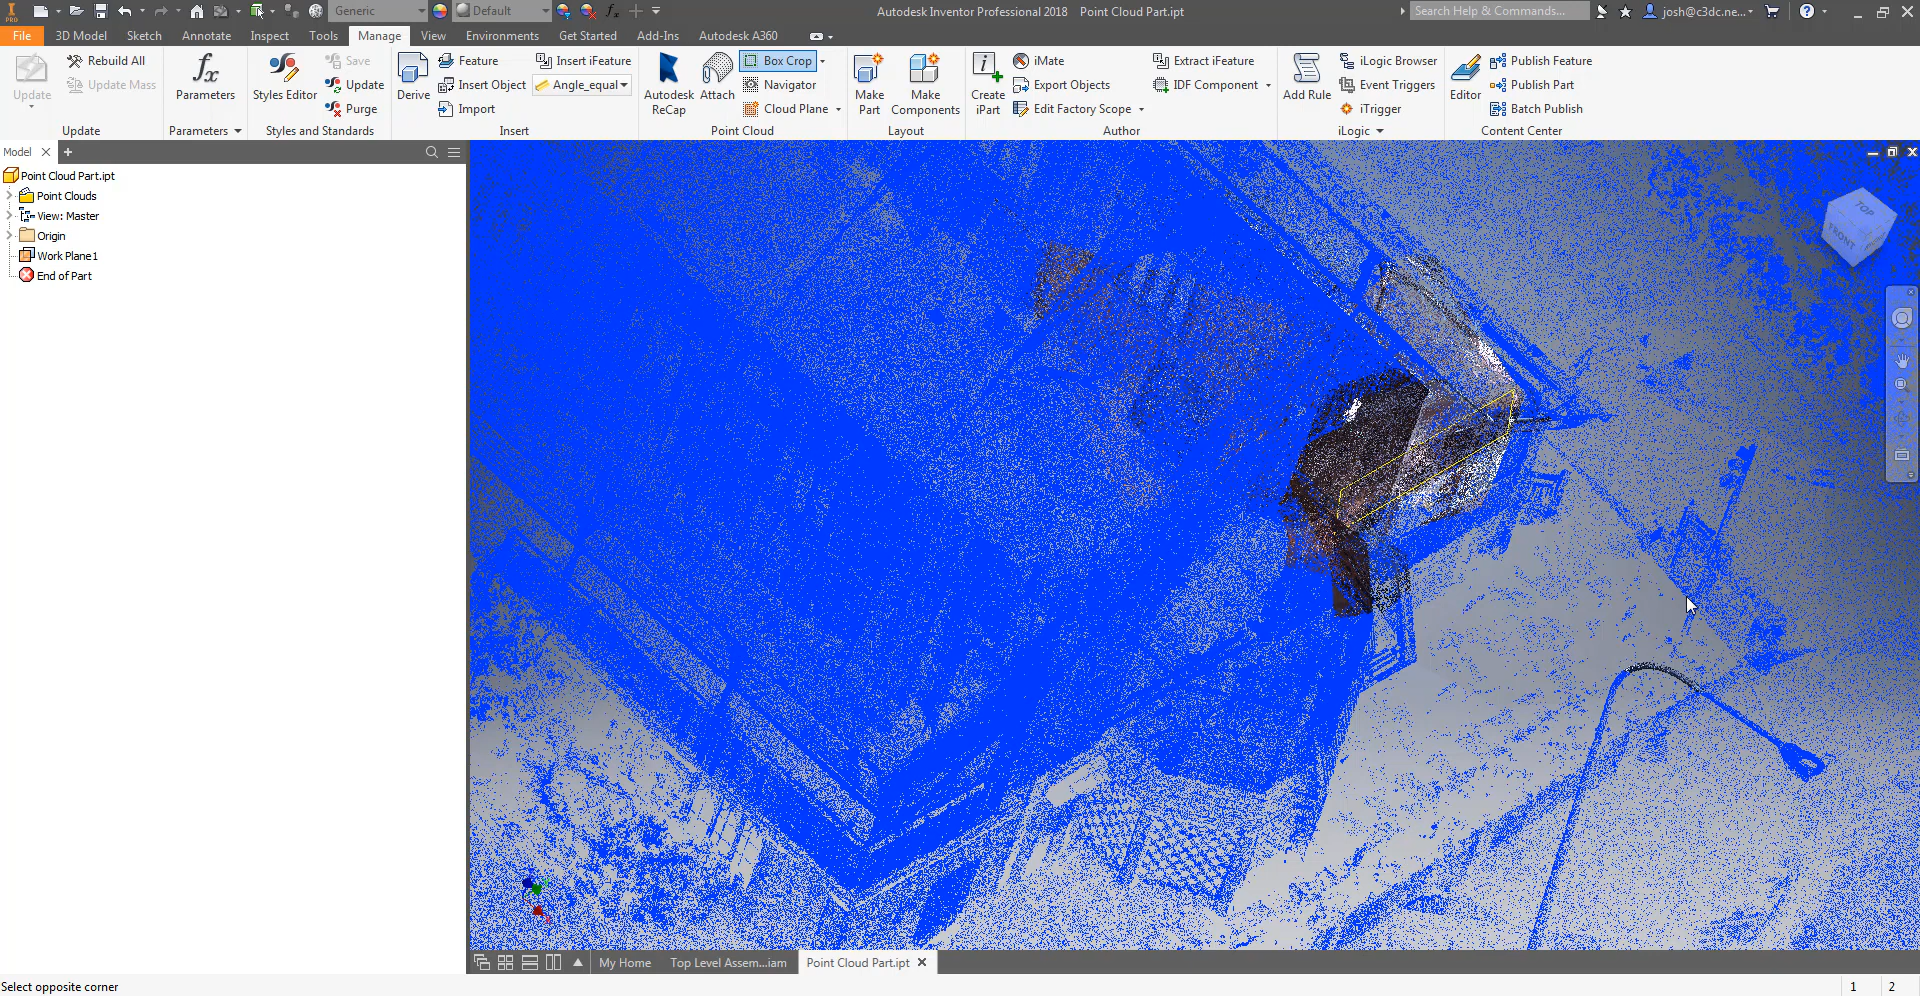 PRO
Generic
Default
Autodesk Inventor Professional 2018 Point Cloud Part.ipt
Search Help & Commands...
josh@c3dc.ne...
File
3D Model
Sketch
Annotate
Inspect
Tools
Manage
View
Environments
Get Started
Add-Ins
Autodesk A360
Update
Rebuild All
Update Mass
Update
fx
Parameters
Parameters
Styles Editor
Save
Update
Purge
Styles and Standards
Derive
Feature
Insert Object
Import
Insert iFeature
Angle_equal
Insert
Autodesk
ReCap
Attach
Box Crop
Navigator
Cloud Plane
Point Cloud
Make
Part
Make
Components
Layout
Create
iPart
iMate
Export Objects
Edit Factory Scope
Extract iFeature
IDF Component
Author
Add Rule
iLogic Browser
Event Triggers
iTrigger
iLogic
Editor
Publish Feature
Publish Part
Batch Publish
Content Center
Model
Point Cloud Part.ipt
Point Clouds
View: Master
Origin
Work Plane1
End of Part
TOP
FRONT
My Home
Top Level Assem...iam
Point Cloud Part.ipt
Select opposite corner
1
2